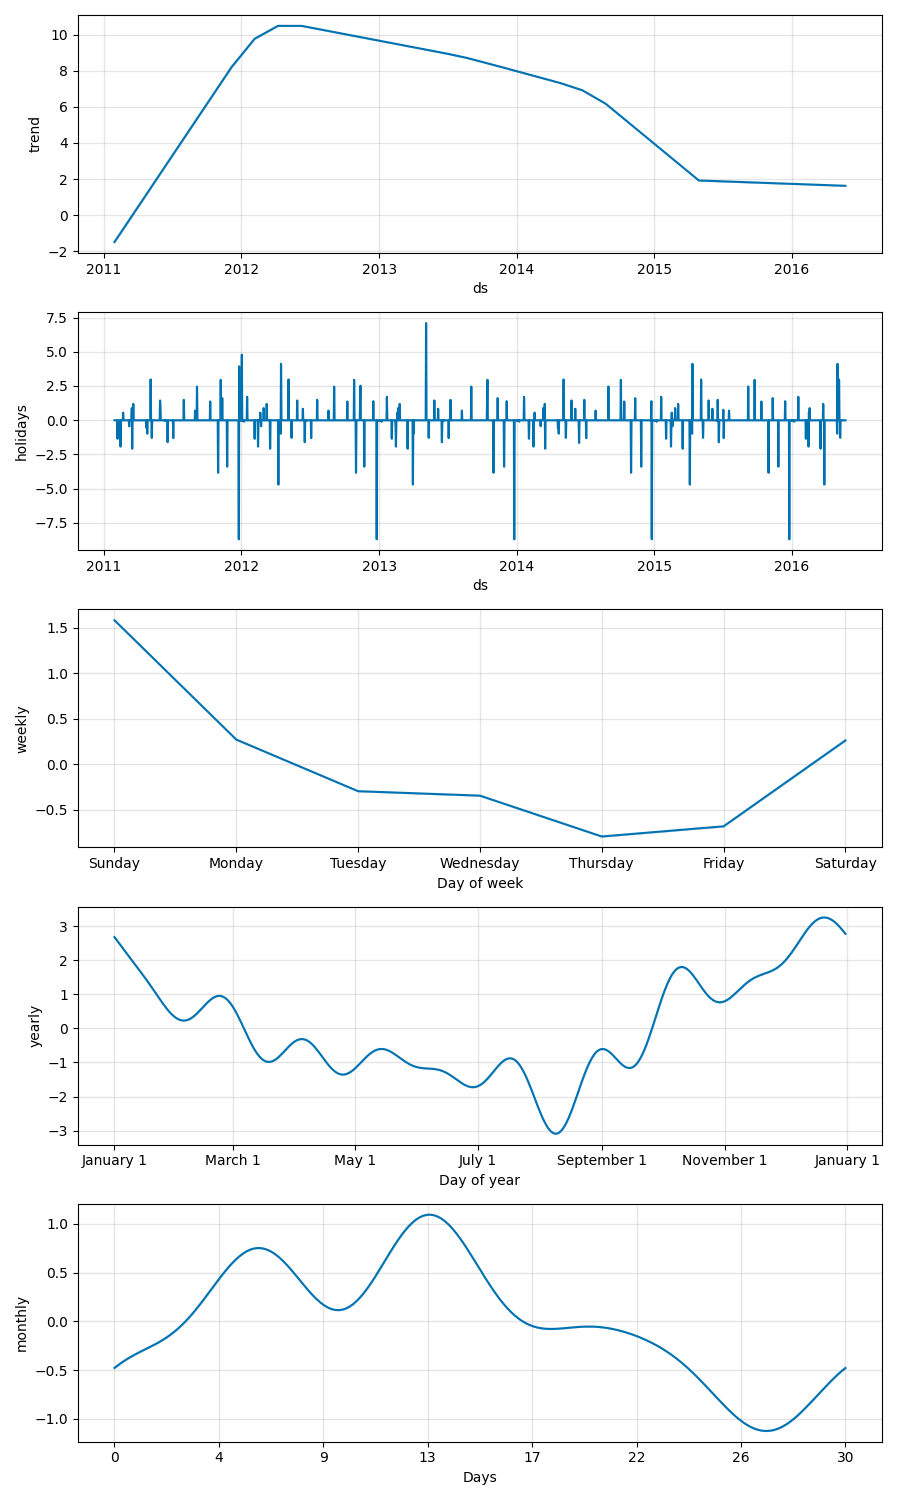 10
8
6
4
2
0
−2
trend
2011 2012 2013 2014 2015 2016
ds
7.5
5.0
2.5
0.0
−2.5
−5.0
−7.5
holidays
2011 2012 2013 2014 2015 2016
ds
1.5
1.0
0.5
0.0
−0.5
weekly
Sunday Monday Tuesday Wednesday Thursday Friday Saturday
Day of week
3
2
1
0
−1
−2
−3
yearly
January 1 March 1 May 1 July 1 September 1 November 1 January 1
Day of year
1.0
0.5
0.0
−0.5
−1.0
monthly
0 4 9 13 17 22 26 30
Days